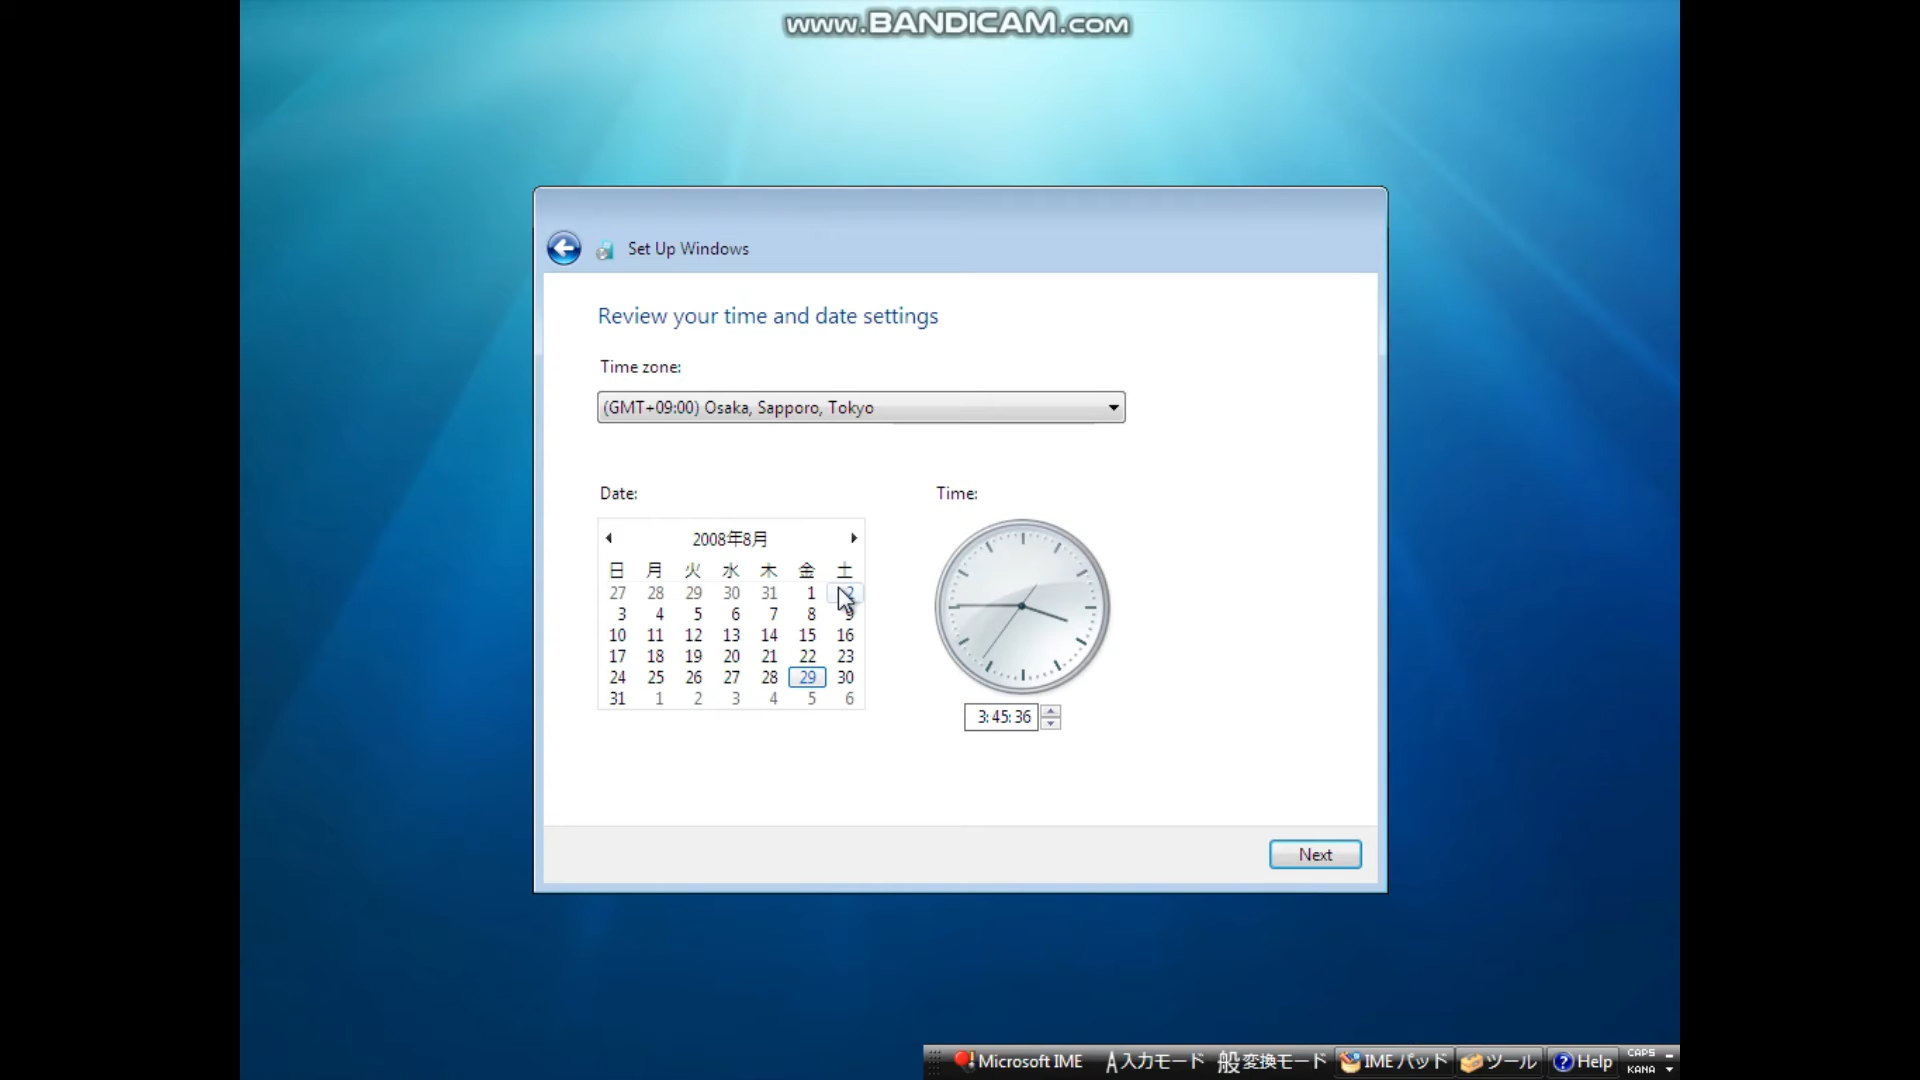 www.BANDICAM.com
Set Up Windows
Review your time and date settings
Time zone:
(GMT+09:00) Osaka, Sapporo, Tokyo
Date:
Time:
2008年8月
日 月 火 水 木 金 土
27 28 29 30 31 1 2
3 4 5 6 7 8 9
10 11 12 13 14 15 16
17 18 19 20 21 22 23
24 25 26 27 28 29 30
31 1 2 3 4 5 6
3:45:36
Next
Microsoft IME A 入力モード 般 変換モード IME パッド ツール Help CAPS
KANA